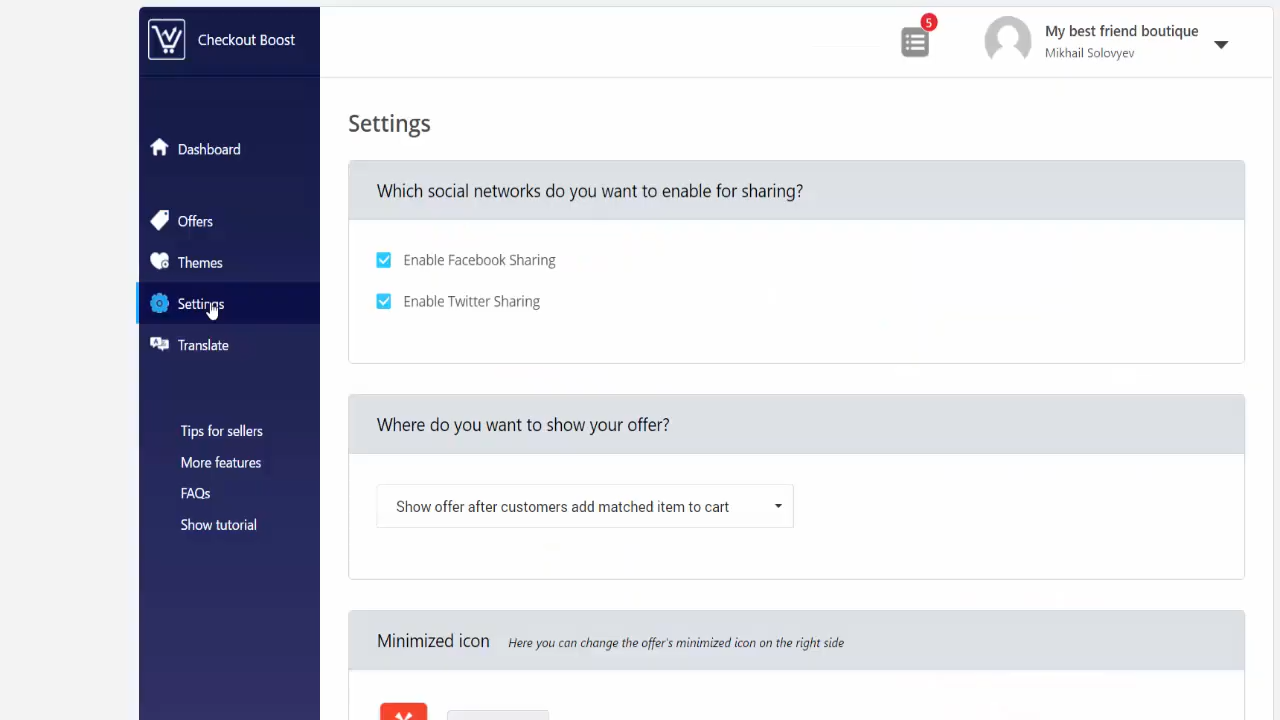 Checkout Boost
5
My best friend boutique
Mikhail Solovyev
Dashboard
Offers
Themes
Settings
Translate
Tips for sellers
More features
FAQs
Show tutorial
Settings
Which social networks do you want to enable for sharing?
Enable Facebook Sharing
Enable Twitter Sharing
Where do you want to show your offer?
Show offer after customers add matched item to cart
Minimized icon Here you can change the offer's minimized icon on the right side